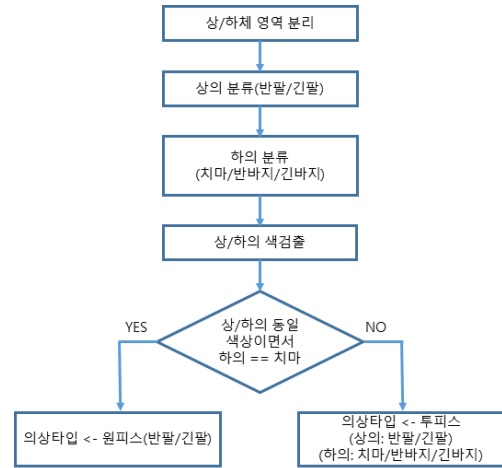 상/하체 영역 분리
상의 분류(반팔/긴팔)
하의 분류
(치마/반바지/긴바지)
상/하의 색검출
상/하의 동일
색상이면서
하의 == 치마
YES
NO
의상타입 <- 원피스(반팔/긴팔)
의상타입 <- 투피스
(상의: 반팔/긴팔)
(하의: 치마/반바지/긴바지)